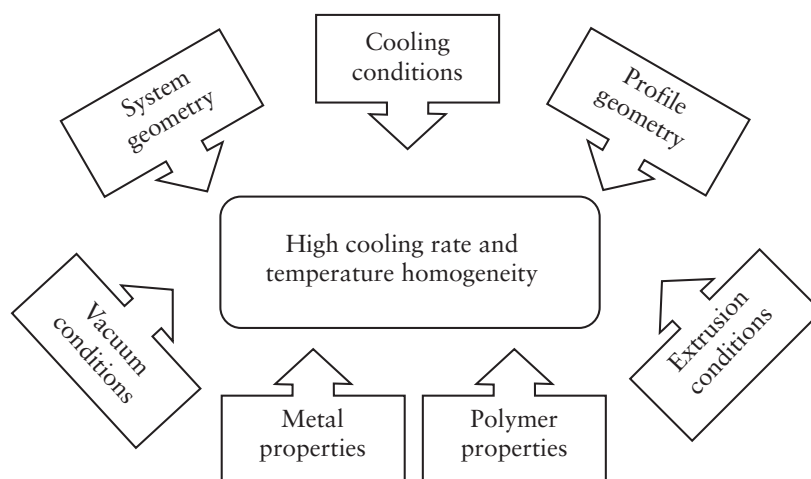 Cooling
conditions
System
geometry
Profile
geometry
High cooling rate and
temperature homogeneity
Vacuum
conditions
Extrusion
conditions
Metal
properties
Polymer
properties